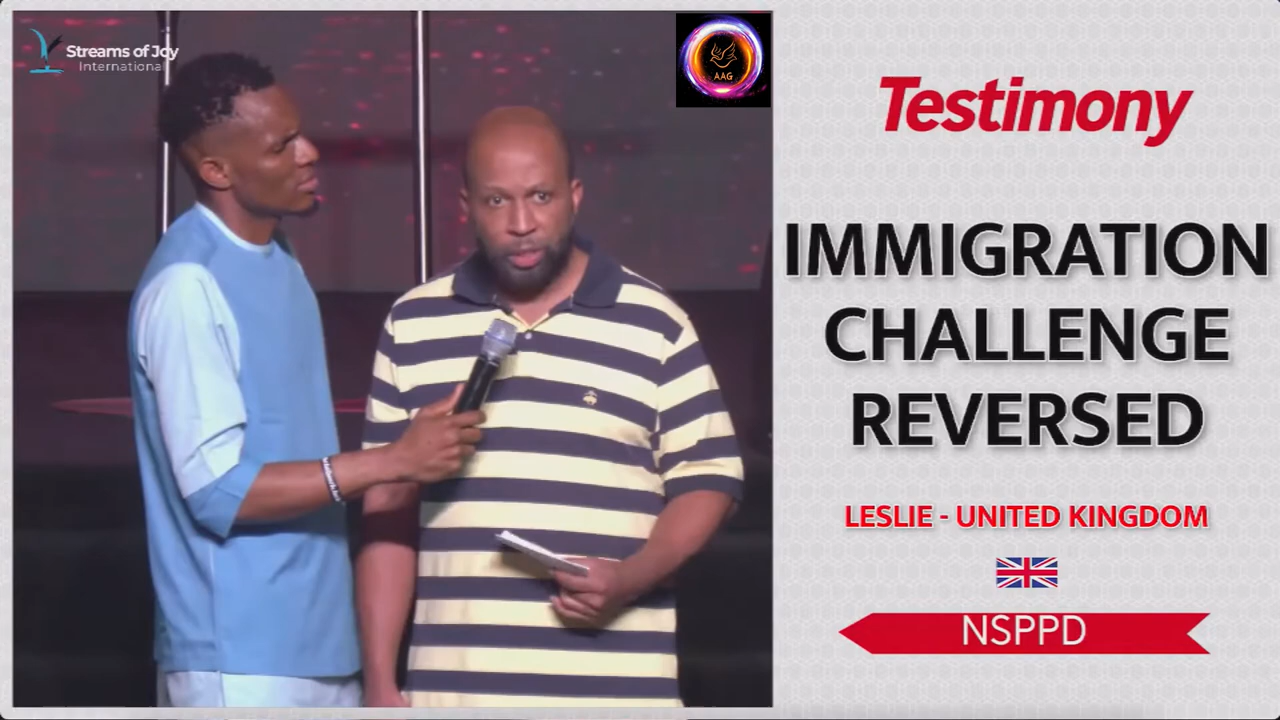 Streams of Joy
International
AAG
Testimony
IMMIGRATION
CHALLENGE
REVERSED
LESLIE - UNITED KINGDOM
NSPPD